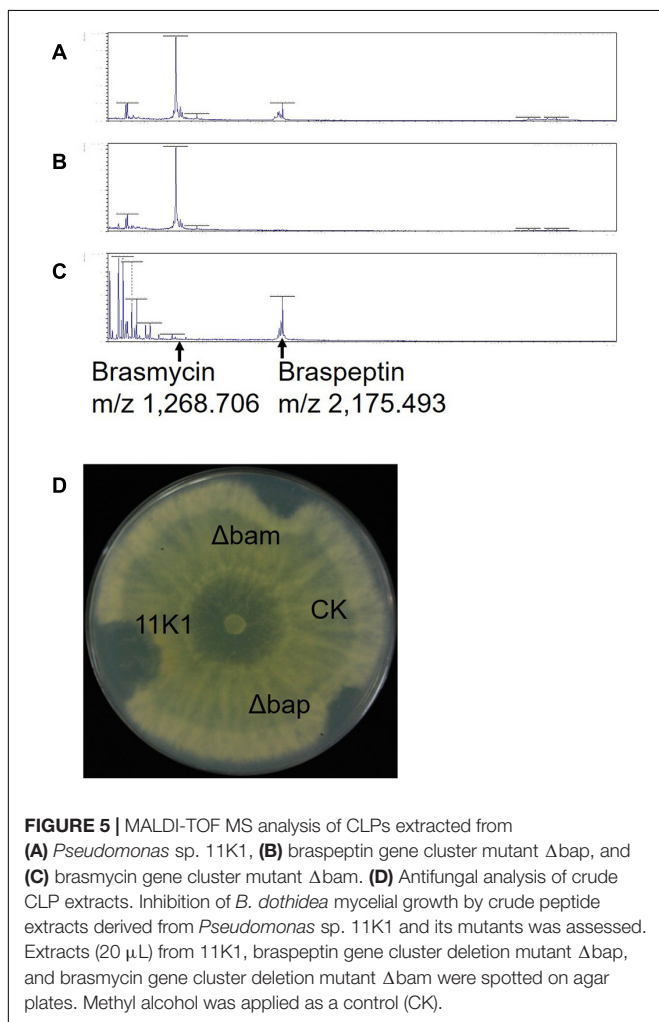 A
B
C
Brasmycin
m/z 1,268.706
Braspeptin
m/z 2,175.493
D
Δbam
11K1
CK
Δbap
FIGURE 5 | MALDI-TOF MS analysis of CLPs extracted from
(A) Pseudomonas sp. 11K1, (B) braspeptin gene cluster mutant Δbap, and
(C) brasmycin gene cluster mutant Δbam. (D) Antifungal analysis of crude
CLP extracts. Inhibition of B. dothidea mycelial growth by crude peptide
extracts derived from Pseudomonas sp. 11K1 and its mutants was assessed.
Extracts (20 μL) from 11K1, braspeptin gene cluster deletion mutant Δbap,
and brasmycin gene cluster deletion mutant Δbam were spotted on agar
plates. Methyl alcohol was applied as a control (CK).